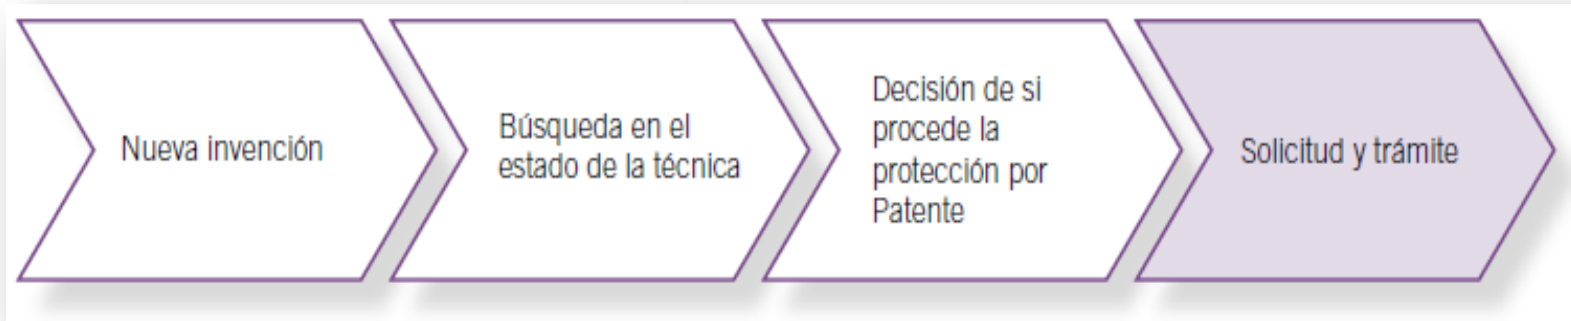 Nueva invención
Búsqueda en el
estado de la técnica
Decisión de si
procede la
protección por
Patente
Solicitud y trámite